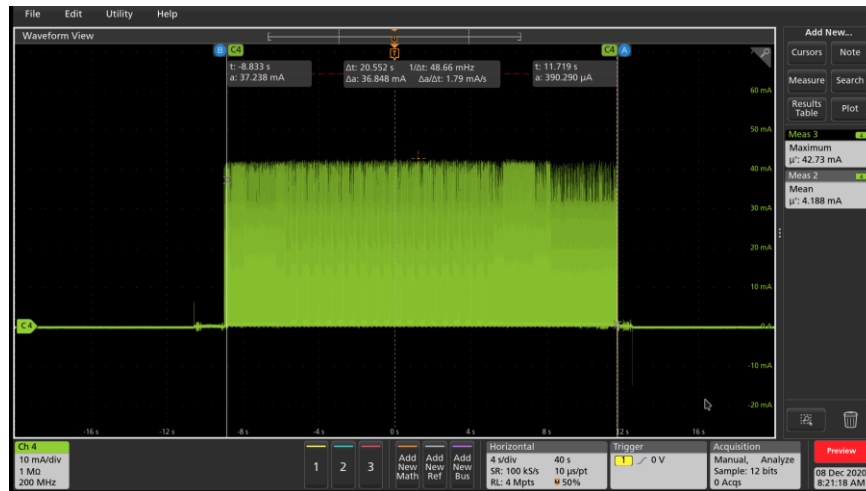 File Edit Utility Help
Waveform View
Add New...
B C4
C4 A
T
t: -8.833 s
a: 37.238 mA
Δt: 20.552 s 1/Δt: 48.66 mHz
Δa: 36.848 mA Δa/Δt: 1.79 mA/s
t: 11.719 s
a: 390.290 µA
Cursors Note
Measure Search
Results Table Plot
60 mA
50 mA
40 mA
30 mA
20 mA
10 mA
0 A
-10 mA
-20 mA
Meas 3 4
Maximum
µ': 42.73 mA
Meas 2 4
Mean
µ': 4.188 mA
C4
-16 s -12 s -8 s -4 s 0 s 4 s 8 s 12 s 16 s
Ch 4
10 mA/div
1 MΩ
200 MHz
1 2 3
Add New Math
Add New Ref
Add New Bus
Horizontal
4 s/div 40 s
SR: 100 kS/s 10 µs/pt
RL: 4 Mpts 50%
Trigger
1 0 V
Acquisition
Manual, Analyze
Sample: 12 bits
0 Acqs
Preview
08 Dec 2020
8:21:18 AM